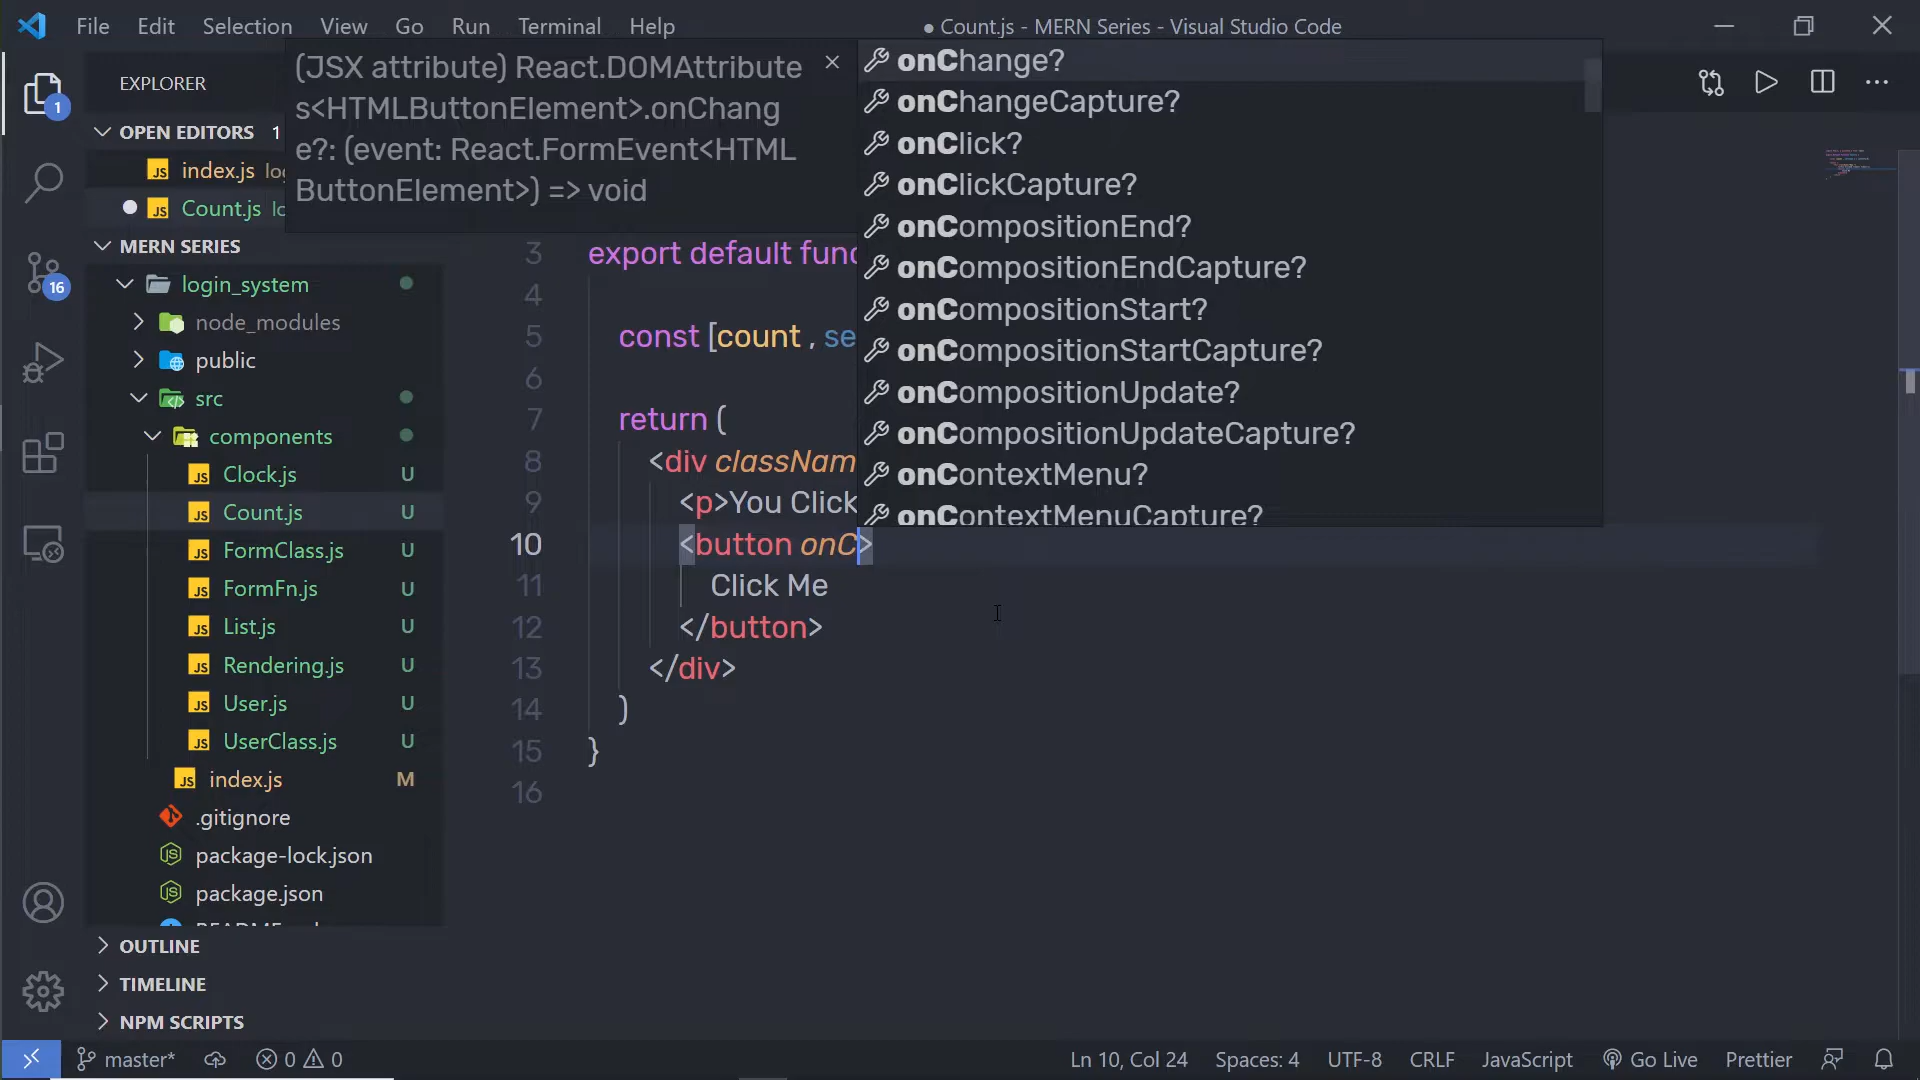 File Edit Selection View Go Run Terminal Help
● Count.js - MERN Series - Visual Studio Code
EXPLORER
1
OPEN EDITORS 1
index.js
Count.js
MERN SERIES
16
login_system
node_modules
public
src
components
Clock.js U
Count.js U
FormClass.js U
FormFn.js U
List.js U
Rendering.js U
User.js U
UserClass.js U
index.js M
.gitignore
package-lock.json
package.json
OUTLINE
TIMELINE
NPM SCRIPTS
(JSX attribute) React.DOMAttribute
s<HTMLButtonElement>.onChang
e?: (event: React.FormEvent<HTML
ButtonElement>) => void
onChange?
onChangeCapture?
onClick?
onClickCapture?
onCompositionEnd?
onCompositionEndCapture?
onCompositionStart?
onCompositionStartCapture?
onCompositionUpdate?
onCompositionUpdateCapture?
onContextMenu?
onContextMenuCapture?
3 export default func
4
5 const [count , se
6
7 return (
8 <div classNam
9 <p>You Click
10 <button onC>
11 Click Me
12 </button>
13 </div>
14 )
15 }
16
master* 0 0 Ln 10, Col 24 Spaces: 4 UTF-8 CRLF JavaScript Go Live Prettier